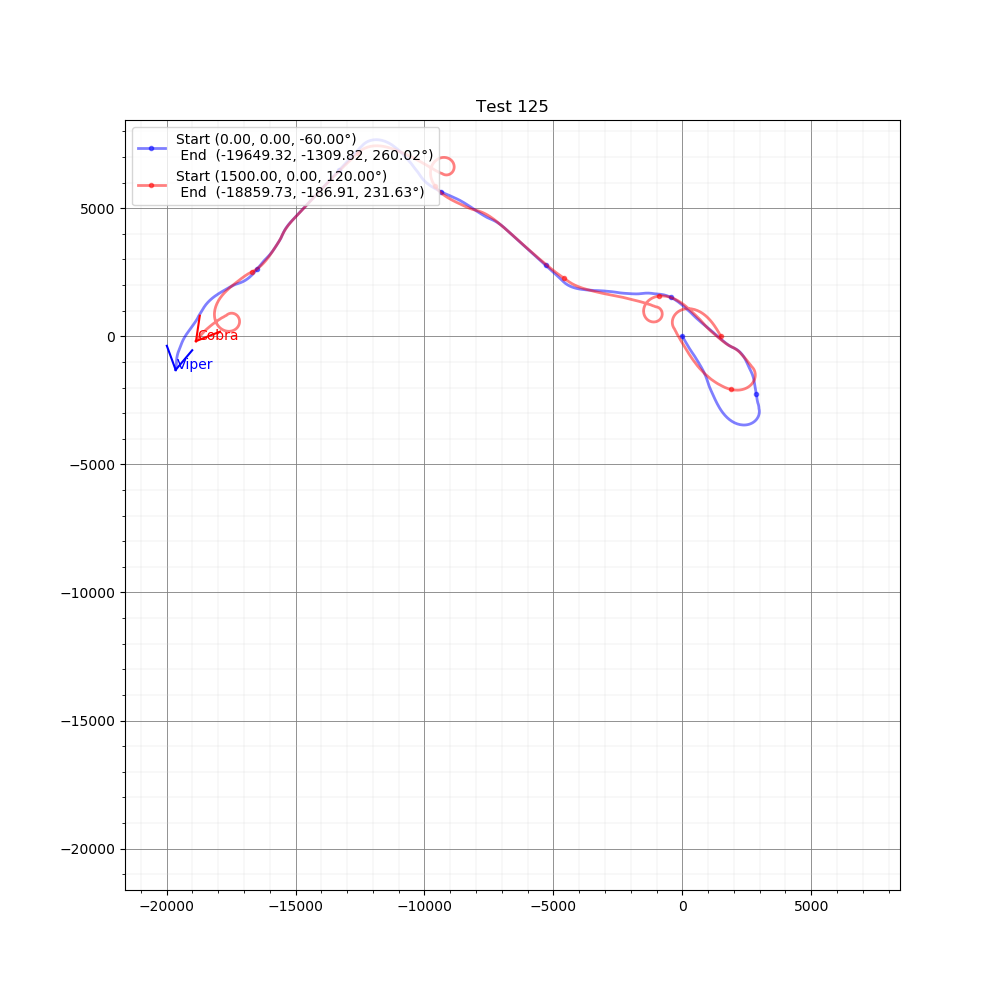 Test 125
Start (0.00, 0.00, -60.00°)
End (-19649.32, -1309.82, 260.02°)
Start (1500.00, 0.00, 120.00°)
End (-18859.73, -186.91, 231.63°)
5000
0
−5000
−10000
−15000
−20000
Cobra
Viper
−20000 −15000 −10000 −5000 0 5000